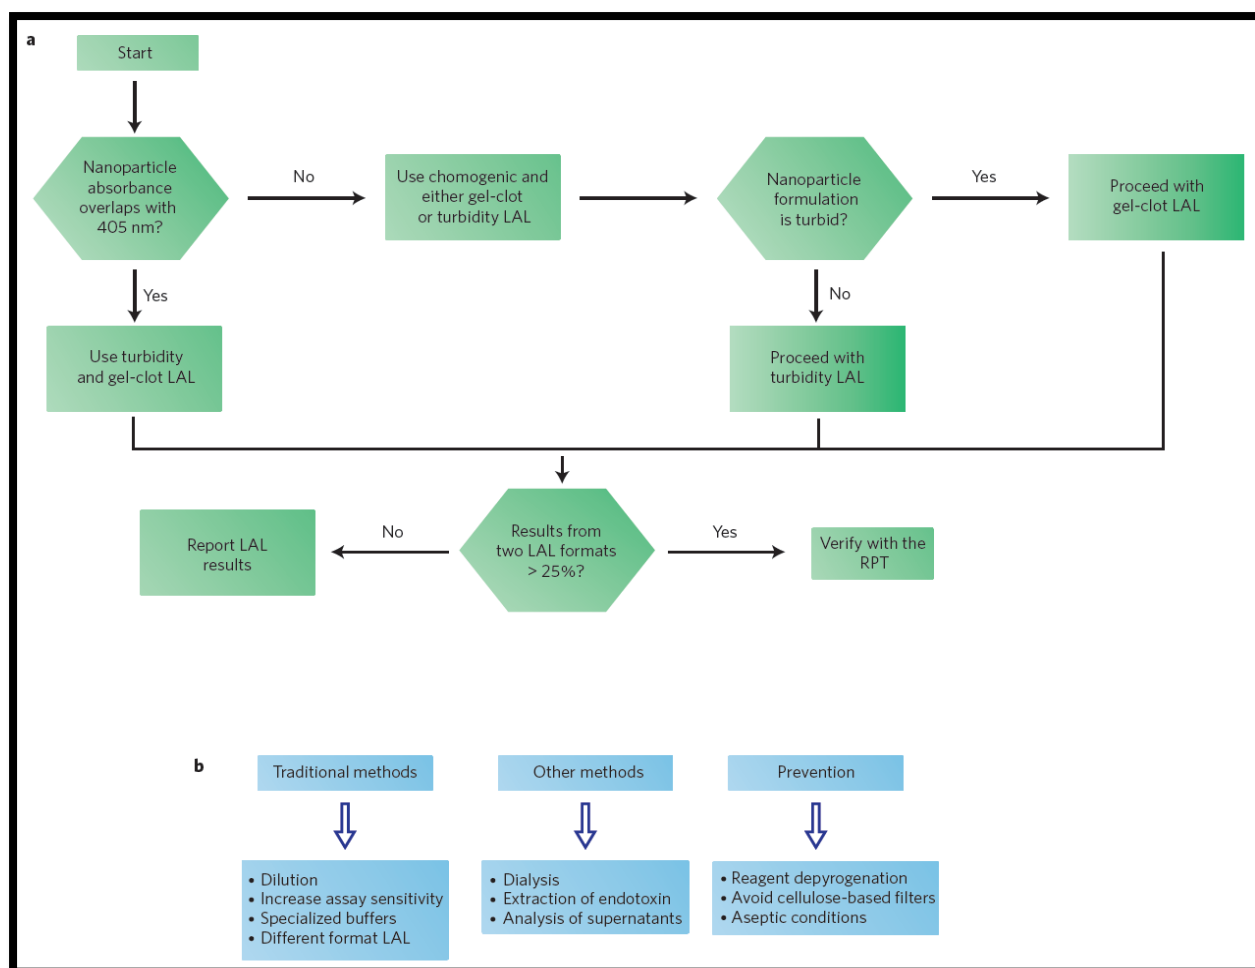 a
Start
Nanoparticle
absorbance
overlaps with
405 nm?
No
Use chomogenic and
either gel-clot
or turbidity LAL
Nanoparticle
formulation
is turbid?
Yes
Proceed with
gel-clot LAL
Yes
No
Use turbidity
and gel-clot LAL
Proceed with
turbidity LAL
Results from
two LAL formats
> 25%?
No
Report LAL
results
Yes
Verify with the
RPT
b
Traditional methods
Other methods
Prevention
• Dilution
• Increase assay sensitivity
• Specialized buffers
• Different format LAL
• Dialysis
• Extraction of endotoxin
• Analysis of supernatants
• Reagent depyrogenation
• Avoid cellulose-based filters
• Aseptic conditions